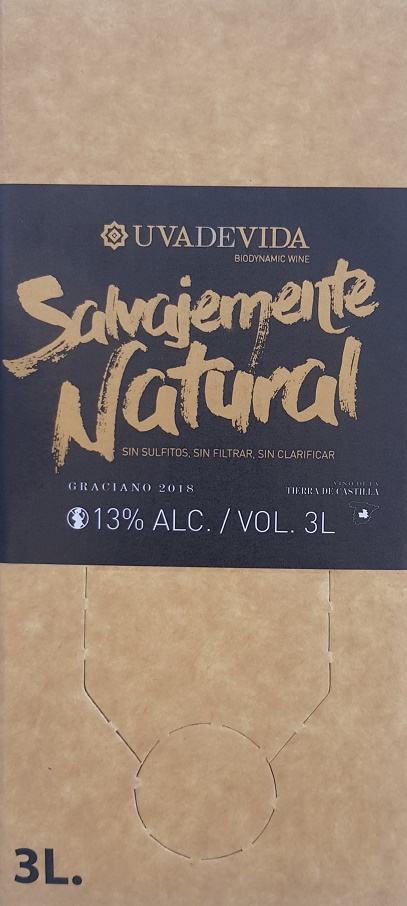 UVADEVIDA
BIODYNAMIC WINE
Salvajemente
Natural
SIN SULFITOS, SIN FILTRAR, SIN CLARIFICAR
GRACIANO 2018
VINO DE LA
TIERRA DE CASTILLA
13% ALC. / VOL. 3L
3L.